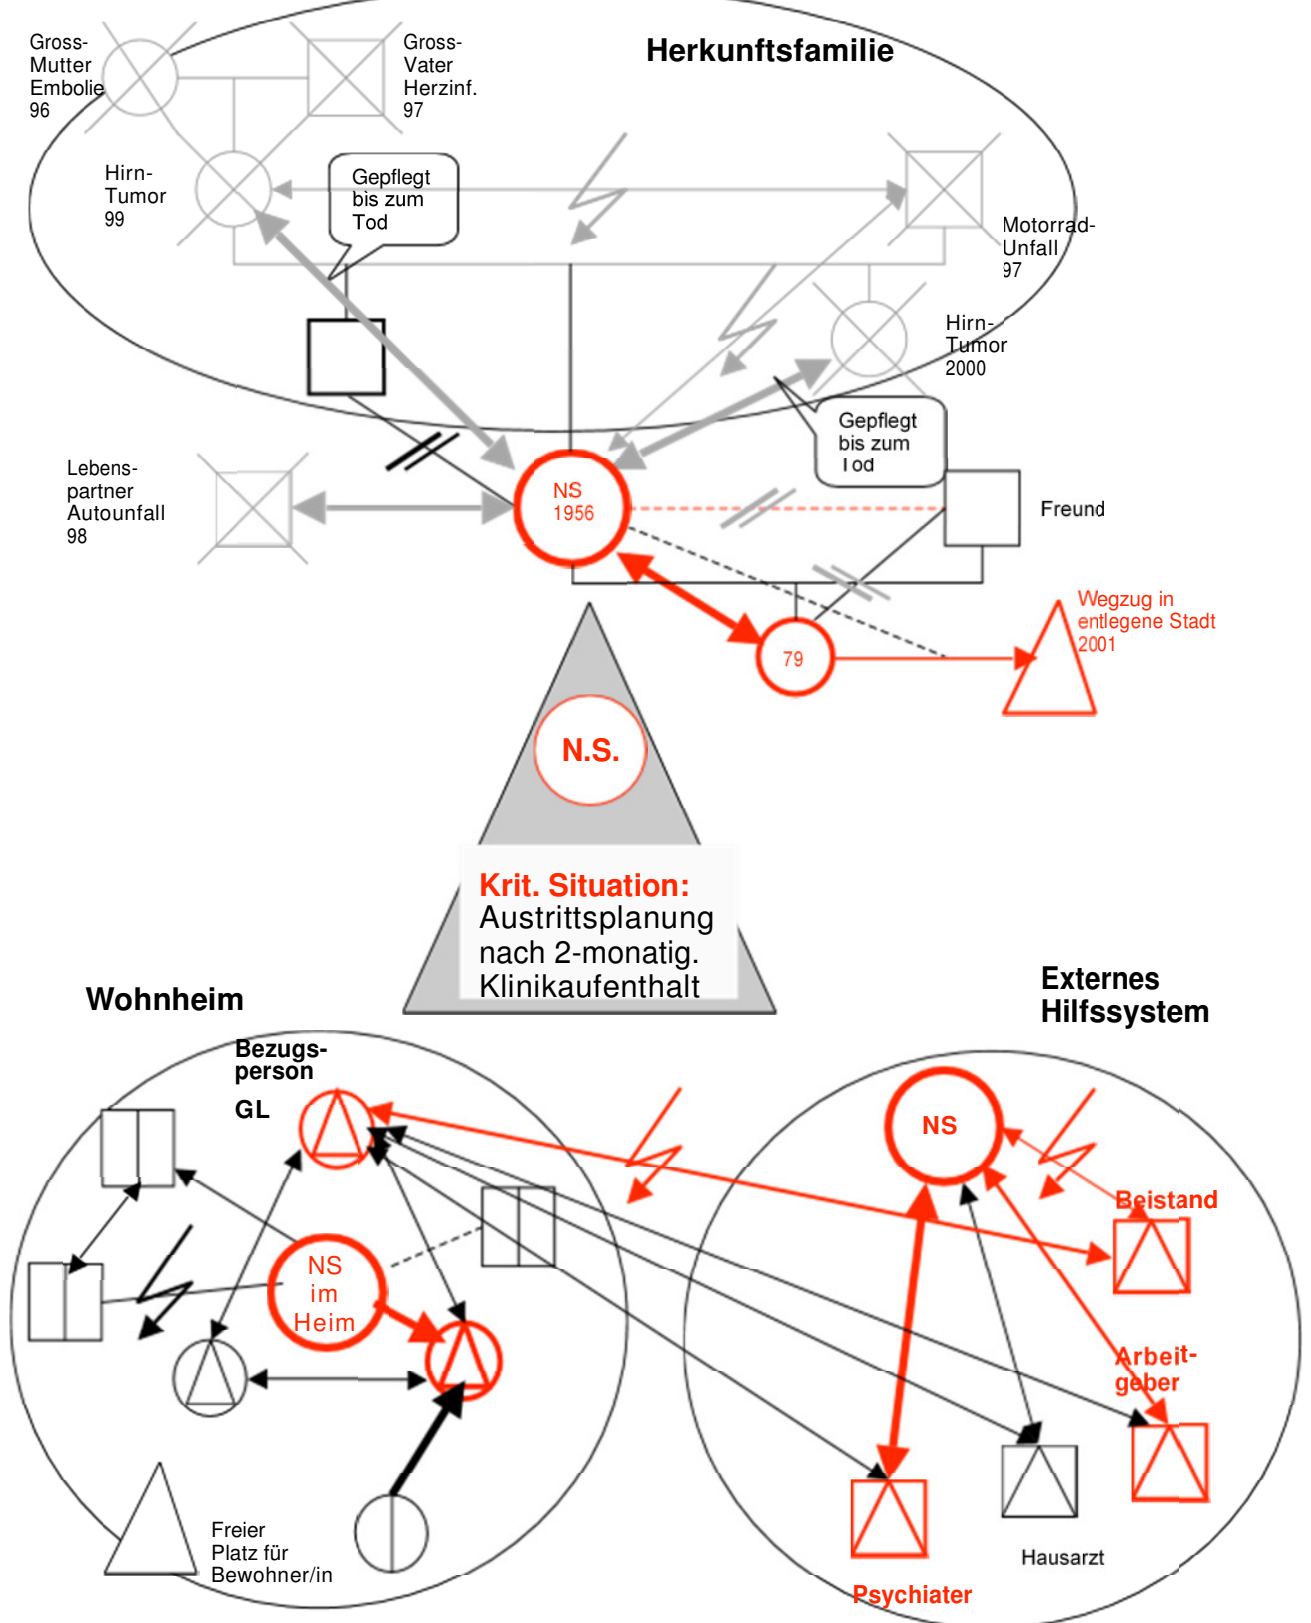 Herkunftsfamilie
Gross-
Mutter
Embolie
96
Gross-
Vater
Herzinf.
97
Hirn-
Tumor
99
Gepflegt
bis zum
Tod
Motorrad-
Unfall
97
Hirn-
Tumor
2000
Gepflegt
bis zum
Tod
Lebens-
partner
Autounfall
98
NS
1956
Freund
79
Wegzug in
entlegene Stadt
2001
N.S.
Krit. Situation:
Austrittsplanung
nach 2-monatig.
Klinikaufenthalt
Wohnheim
Bezugs-
person
GL
NS
im
Heim
Freier
Platz für
Bewohner/in
Externes
Hilfssystem
NS
Beistand
Arbeit-
geber
Hausarzt
Psychiater